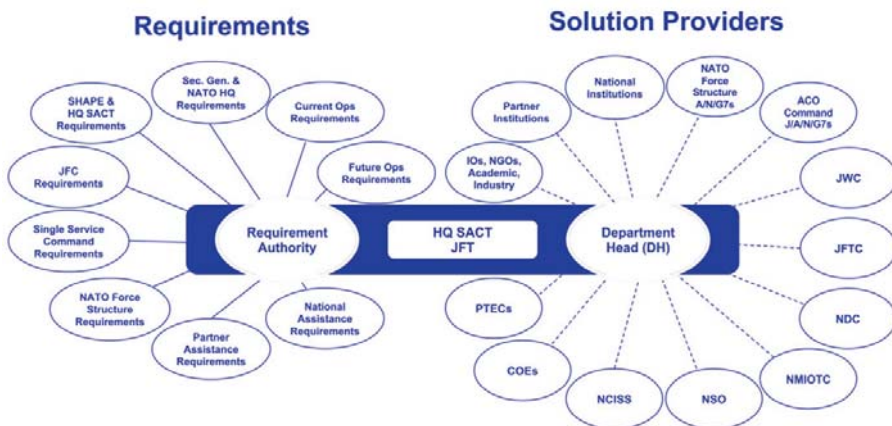 Requirements
Solution Providers
Sec. Gen. &
NATO HQ
Requirements
SHAPE &
HQ SACT
Requirements
Current Ops
Requirements
JFC
Requirements
Future Ops
Requirements
Single Service
Command
Requirements
Requirement
Authority
NATO Force
Structure
Requirements
Partner
Assistance
Requirements
National
Assistance
Requirements
HQ SACT
JFT
Partner
Institutions
National
Institutions
NATO
Force
Structure
A/N/G7s
ACO
Command
J/A/N/G7s
IOs, NGOs,
Academic,
Industry
JWC
Department
Head (DH)
JFTC
PTECs
NDC
COEs
NMIOTC
NCISS
NSO